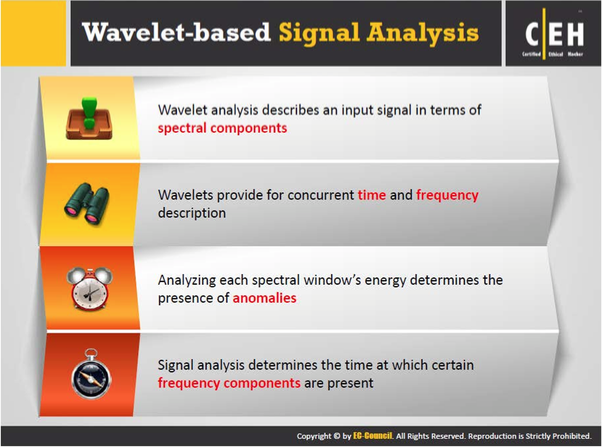 Wavelet-based Signal Analysis
C|EH
Certified Ethical Hacker
Wavelet analysis describes an input signal in terms of
spectral components
Wavelets provide for concurrent time and frequency
description
Analyzing each spectral window's energy determines the
presence of anomalies
Signal analysis determines the time at which certain
frequency components are present
Copyright © by EC-Council. All Rights Reserved. Reproduction is Strictly Prohibited.